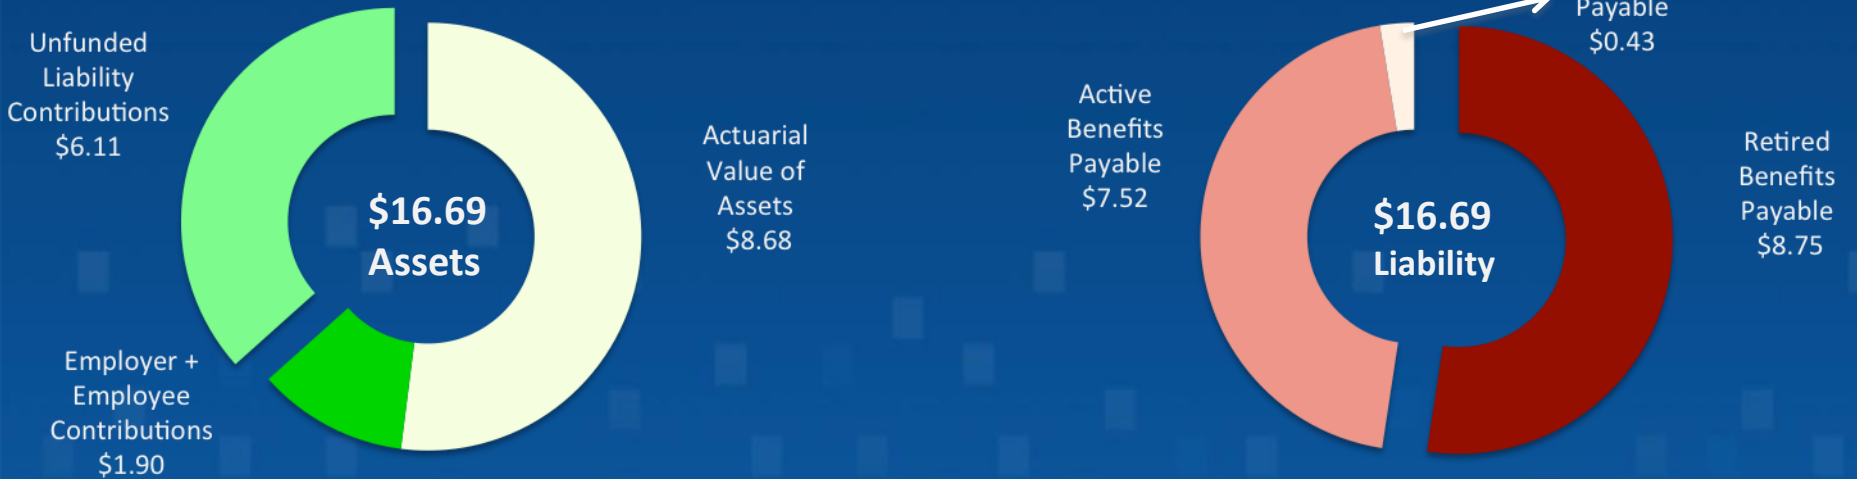 Unfunded
Liability
Contributions
$6.11
$16.69
Assets
Actuarial
Value of
Assets
$8.68
Employer +
Employee
Contributions
$1.90
Active
Benefits
Payable
$7.52
$16.69
Liability
Payable
$0.43
Retired
Benefits
Payable
$8.75